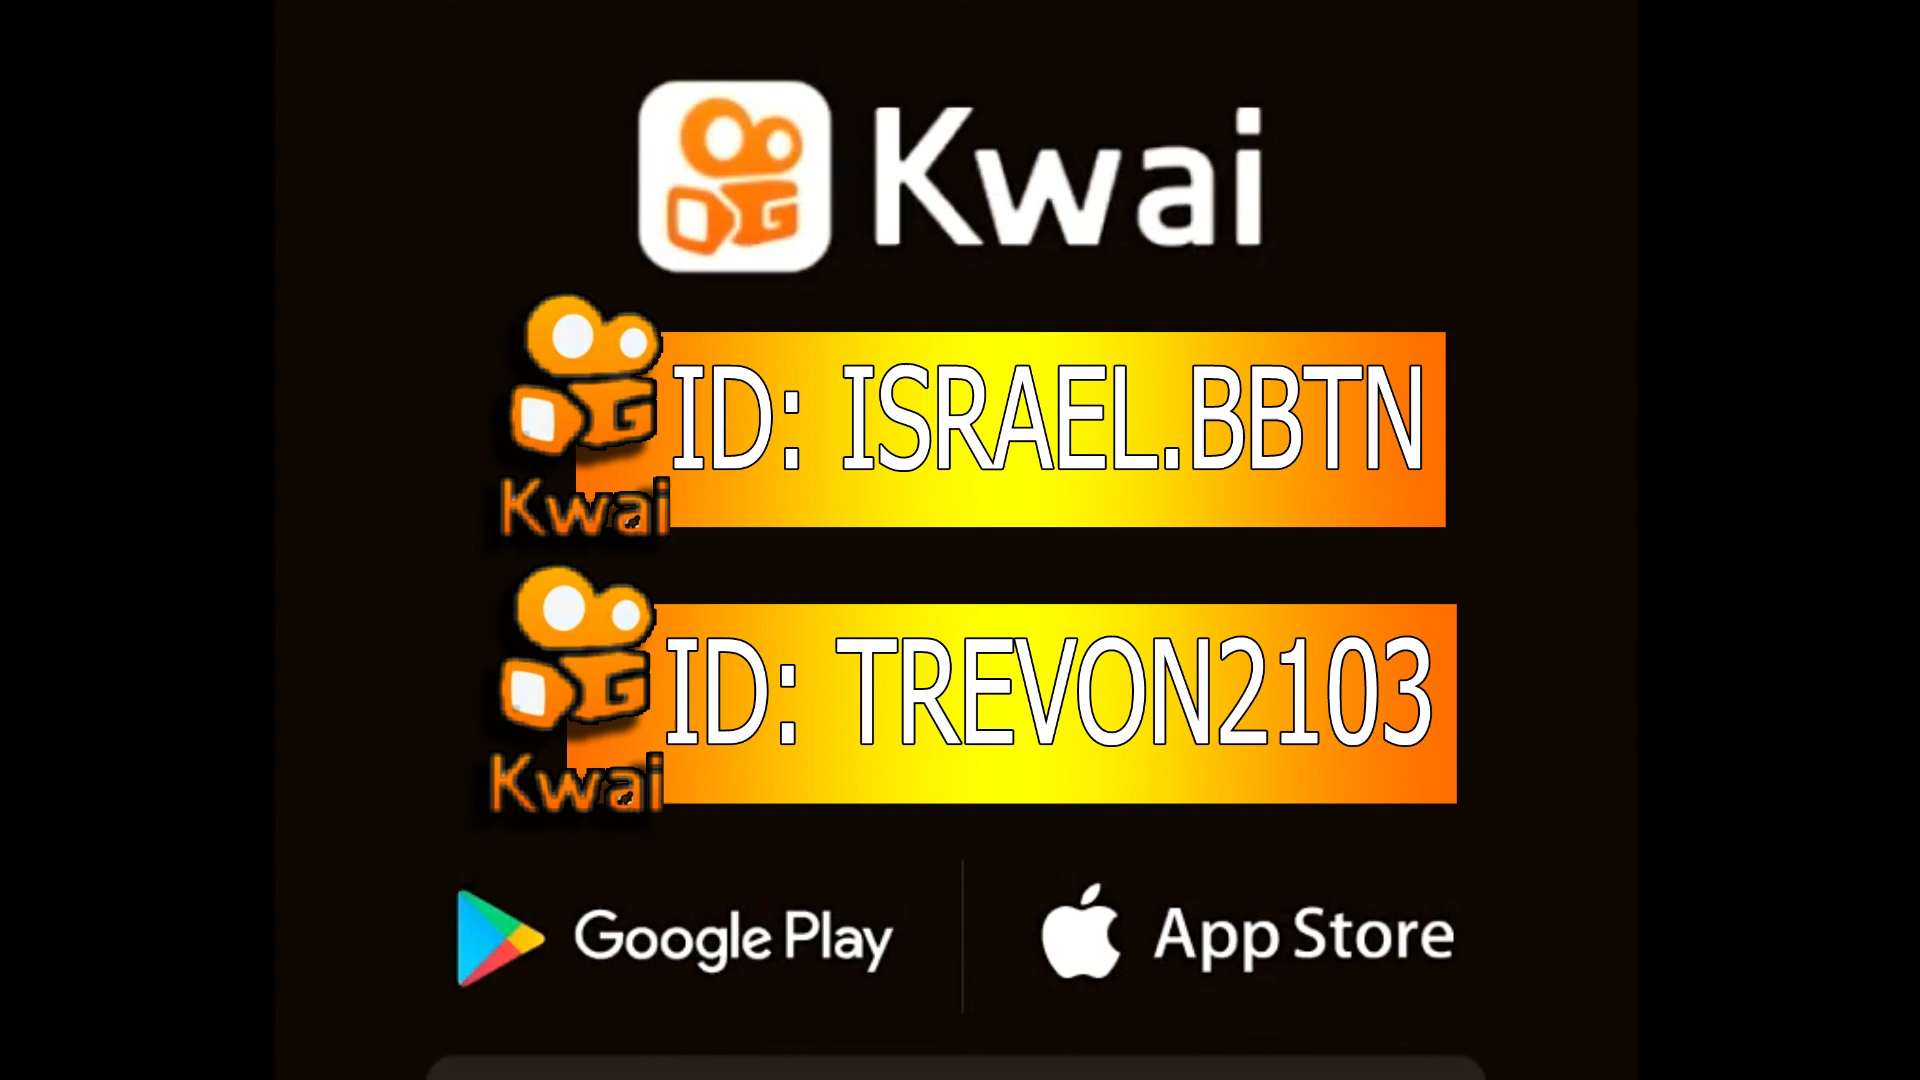 Kwai
ID: ISRAEL.BBTN
Kwai
ID: TREVON2103
Kwai
Google Play
App Store